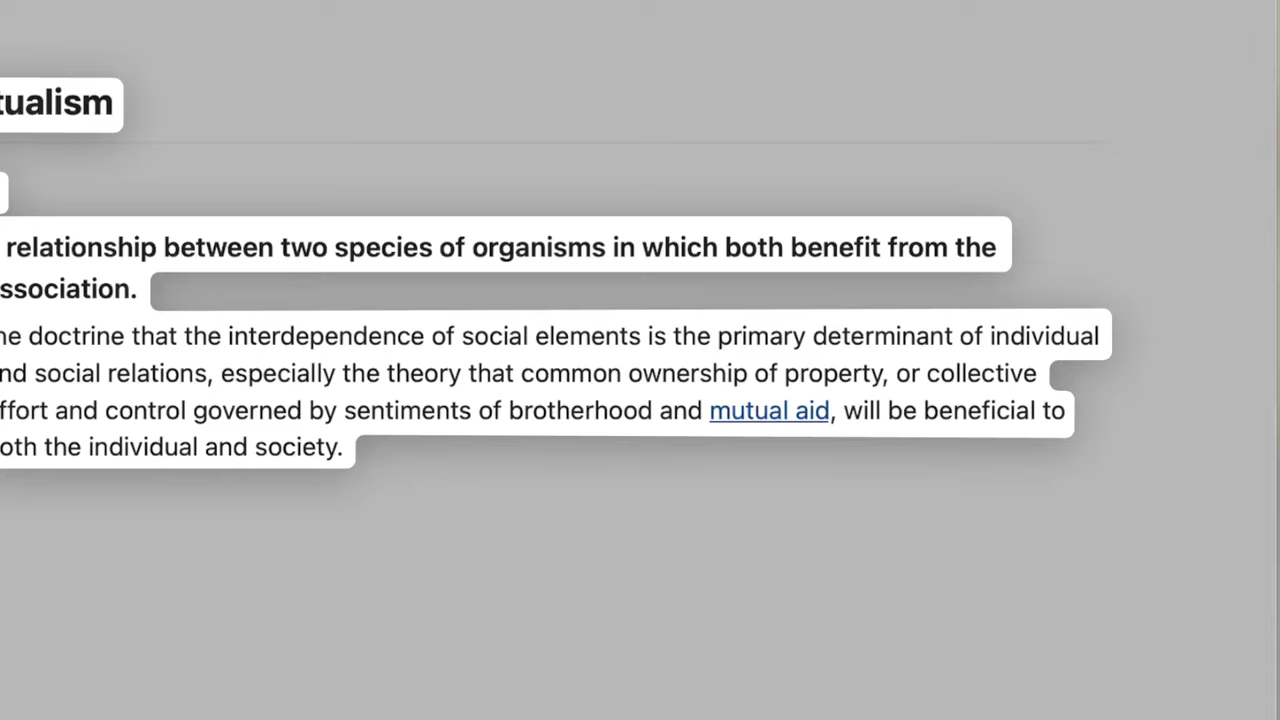 tualism
relationship between two species of organisms in which both benefit from the
ssociation.
he doctrine that the interdependence of social elements is the primary determinant of individual
nd social relations, especially the theory that common ownership of property, or collective
ffort and control governed by sentiments of brotherhood and mutual aid, will be beneficial to
oth the individual and society.